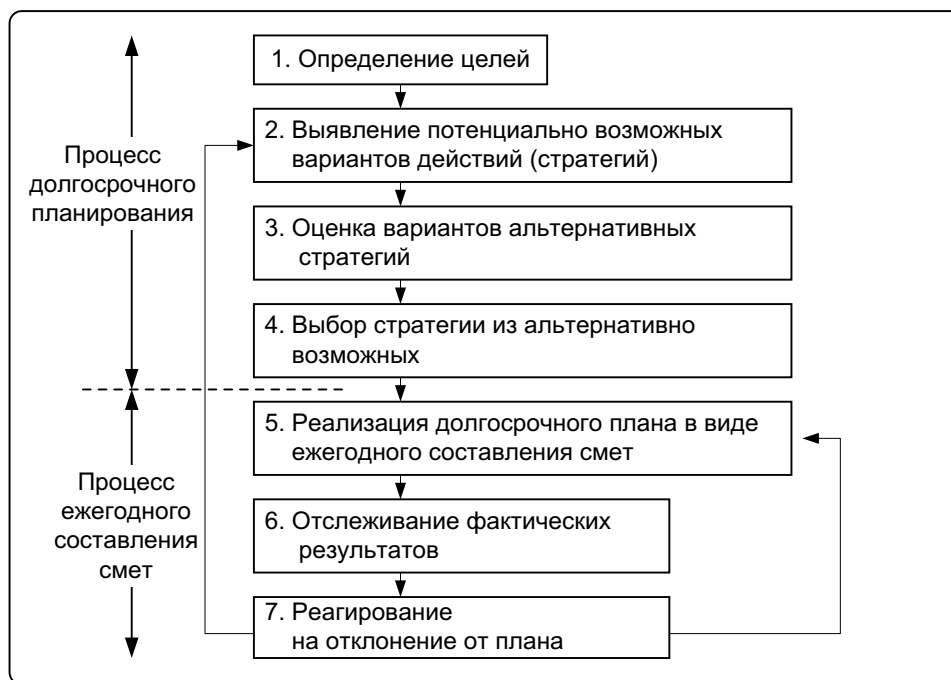 1. Определение целей
2. Выявление потенциально возможных
вариантов действий (стратегий)
Процесс
долгосрочного
планирования
3. Оценка вариантов альтернативных
стратегий
4. Выбор стратегии из альтернативно
возможных
5. Реализация долгосрочного плана в виде
ежегодного составления смет
Процесс
ежегодного
составления
смет
6. Отслеживание фактических
результатов
7. Реагирование
на отклонение от плана